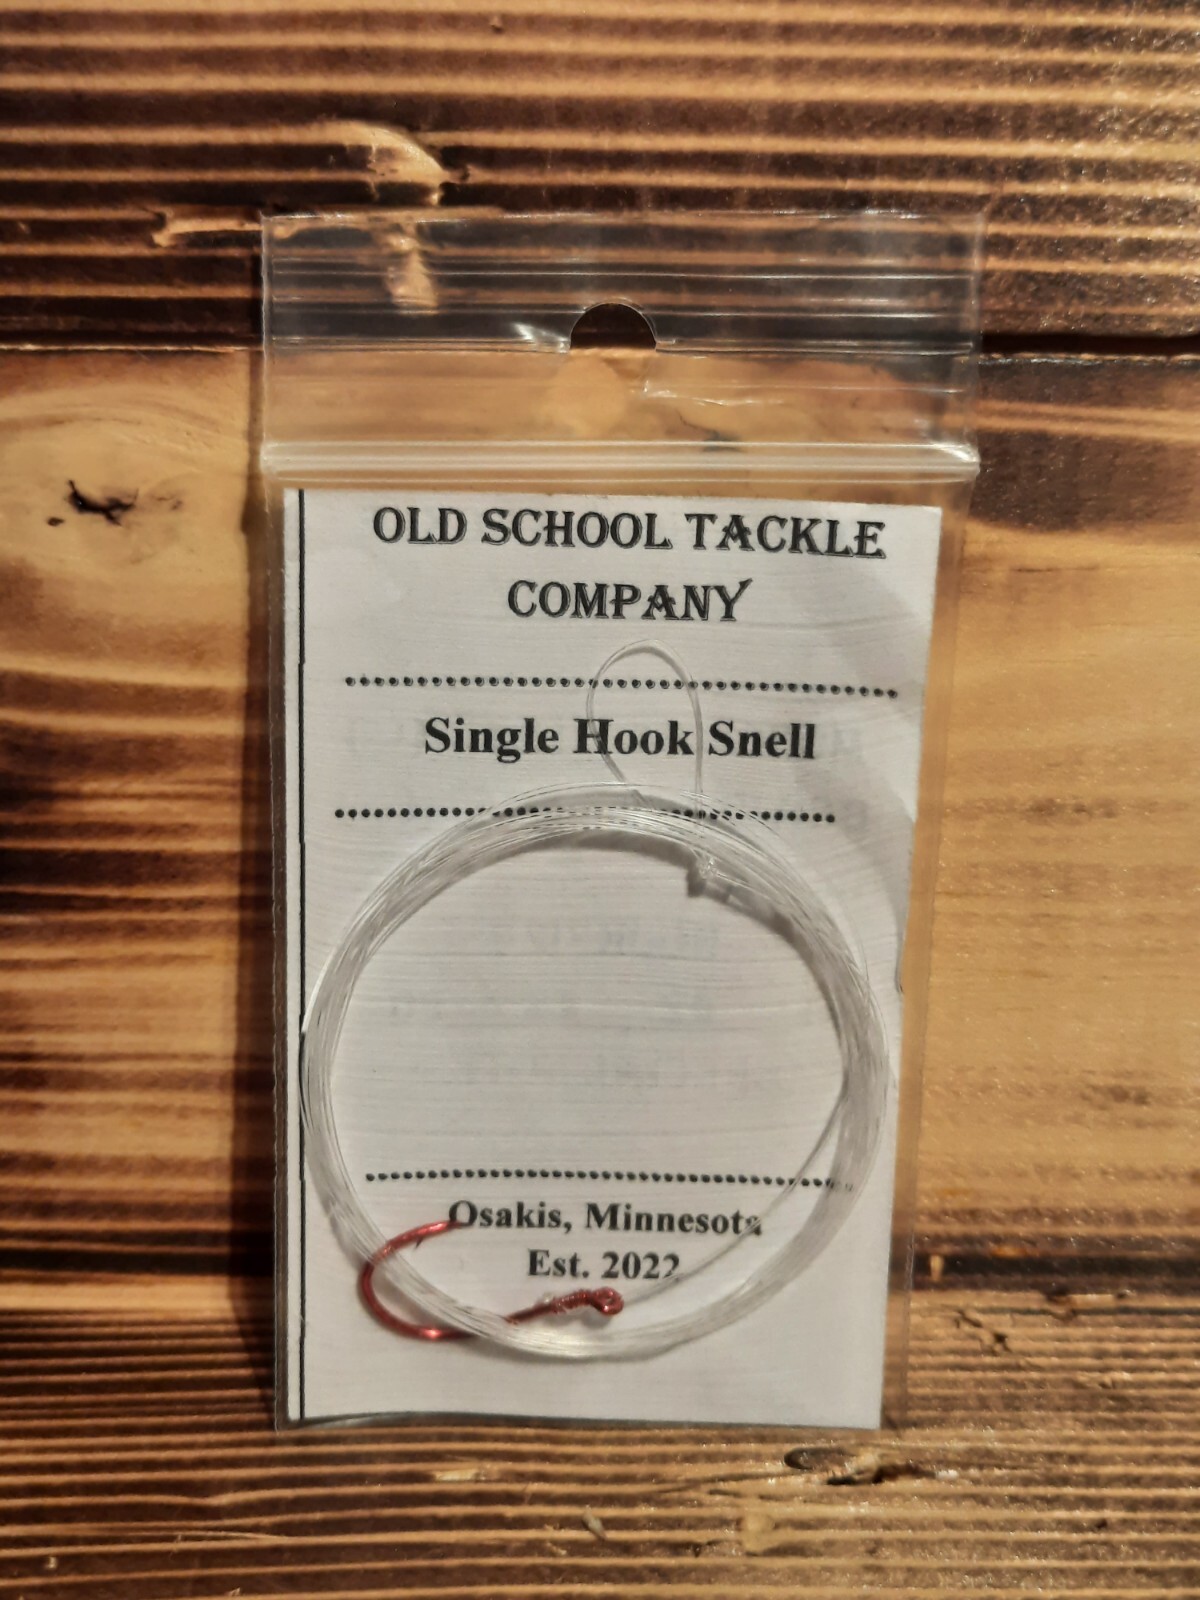 OLD SCHOOL TACKLE
COMPANY
Single Hook Snell
Osakis, Minnesota
Est. 2022